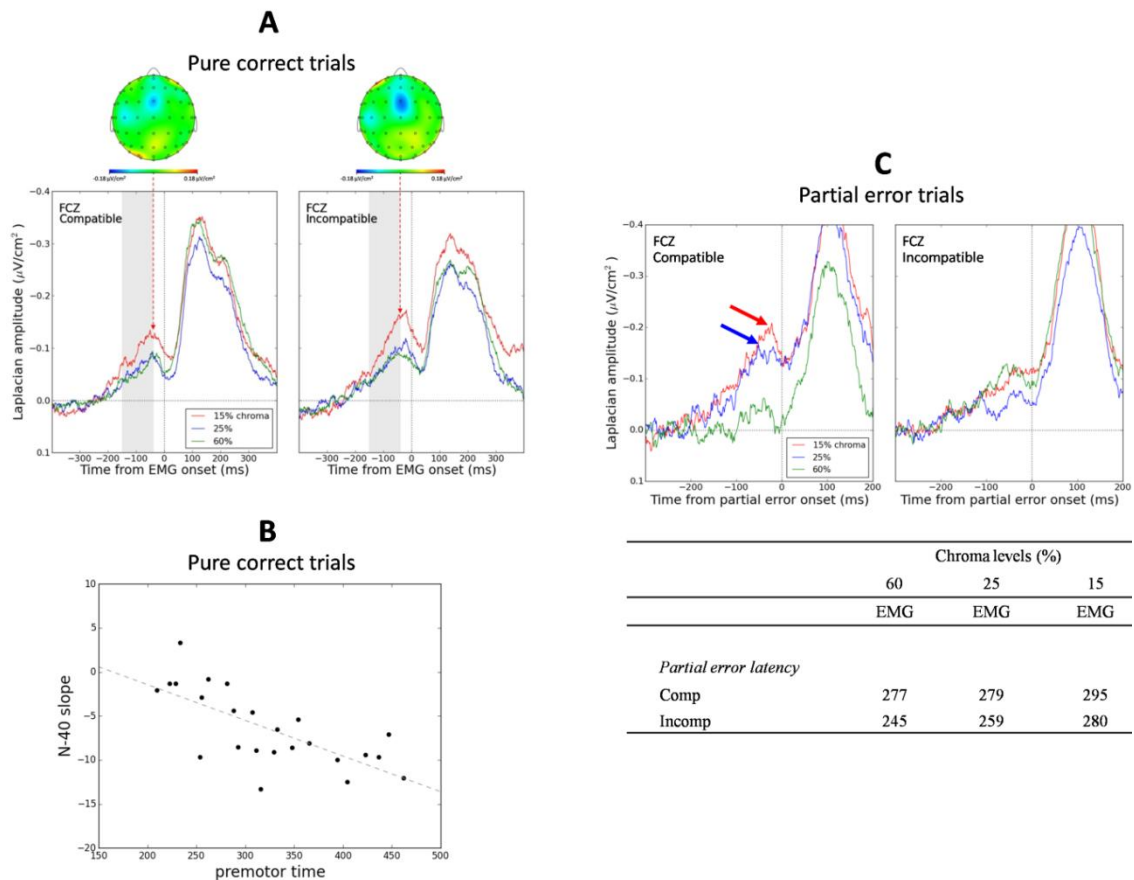 A
Pure correct trials
-0.18 µV/cm² 0.18 µV/cm²
-0.18 µV/cm² 0.18 µV/cm²
FCZ
Compatible
FCZ
Incompatible
Laplacian amplitude (µV/cm²)
−0.4
−0.3
−0.2
−0.1
0.0
0.1
15% chroma
25%
60%
15% chroma
25%
60%
−300 −200 −100 0 100 200 300
−300 −200 −100 0 100 200 300
Time from EMG onset (ms)
Time from EMG onset (ms)
B
Pure correct trials
N-40 slope
10
5
0
−5
−10
−15
−20
150 200 250 300 350 400 450 500
premotor time
C
Partial error trials
FCZ
Compatible
FCZ
Incompatible
Laplacian amplitude (µV/cm²)
−0.4
−0.3
−0.2
−0.1
0.0
0.1
15% chroma
25%
60%
−200 −100 0 100 200
−200 −100 0 100 200
Time from partial error onset (ms)
Time from partial error onset (ms)
Chroma levels (%)
60 25 15
EMG EMG EMG
Partial error latency
Comp 277 279 295
Incomp 245 259 280